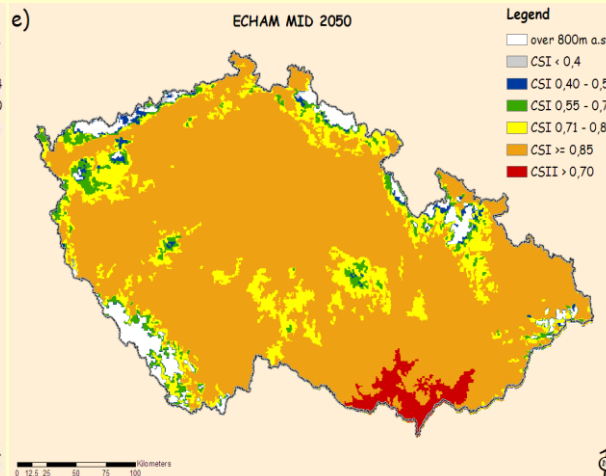 e)
ECHAM MID 2050
Legend
over 800m a.s
CSI < 0,4
CSI 0,40 - 0,5
CSI 0,55 - 0,7
CSI 0,71 - 0,8
CSI >= 0,85
CSII > 0,70
Kilometers
0 12.5 25 50 75 100